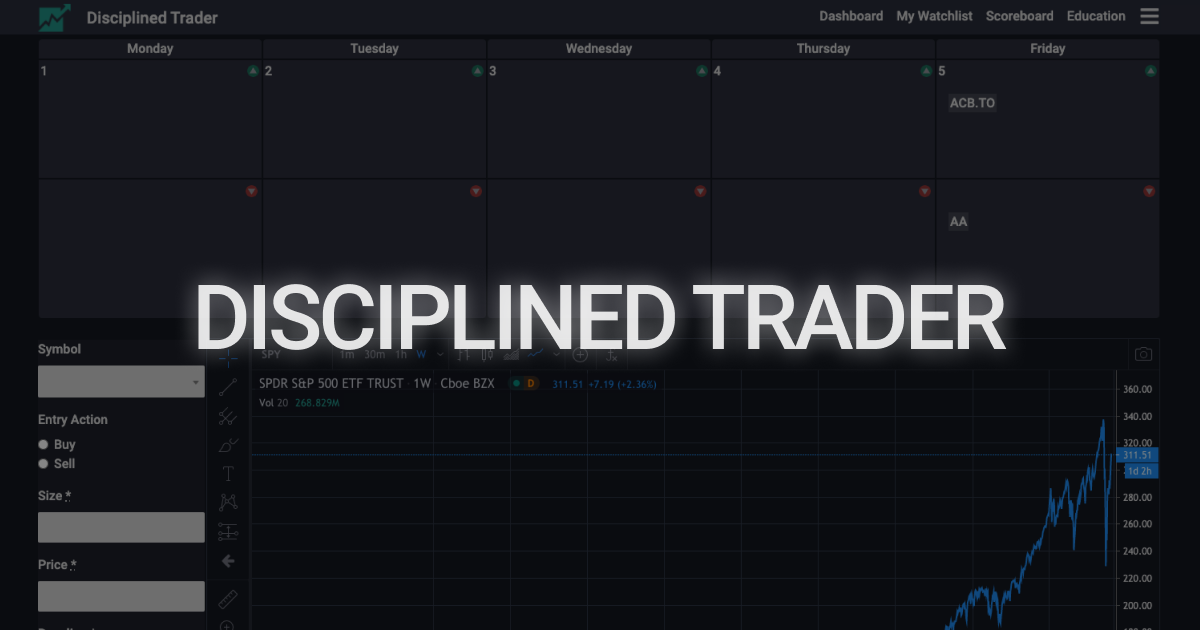 Disciplined Trader
Dashboard My Watchlist Scoreboard Education
Monday Tuesday Wednesday Thursday Friday
1 2 3 4 5
ACB.TO
AA
DISCIPLINED TRADER
Symbol
SPY 1m 30m 1h W
SPDR S&P 500 ETF TRUST · 1W · Cboe BZX D 311.51 +7.19 (+2.36%)
Vol 20 268.829M
Entry Action
Buy
Sell
Size *
Price *
360.00
340.00
320.00
311.51
1d 2h
280.00
260.00
240.00
220.00
200.00